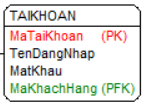 TAIKHOAN
MaTaiKhoan (PK)
TenDangNhap
MatKhau
MaKhachHang (PFK)